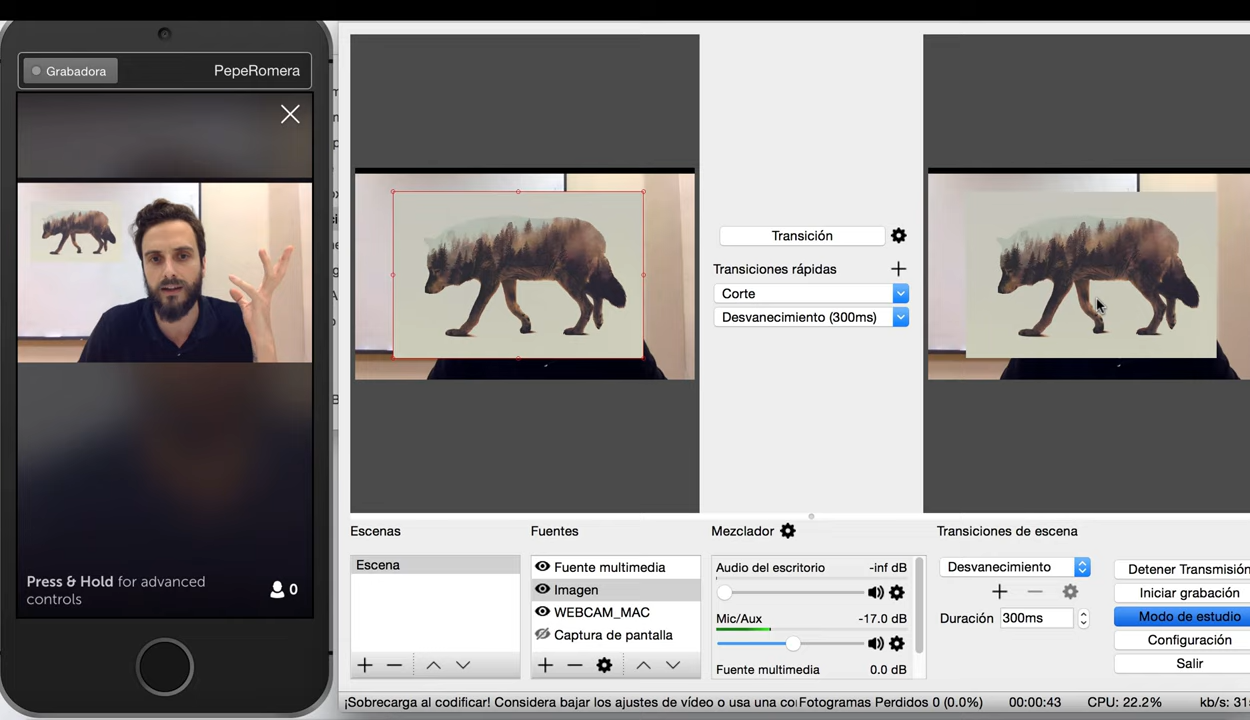 Grabadora
PepeRomera
Press & Hold for advanced
controls
0
Transición
Transiciones rápidas
Corte
Desvanecimiento (300ms)
Escenas
Escena
Fuentes
Fuente multimedia
Imagen
WEBCAM_MAC
Captura de pantalla
Mezclador
Audio del escritorio -inf dB
Mic/Aux -17.0 dB
Fuente multimedia 0.0 dB
Transiciones de escena
Desvanecimiento
Duración 300ms
Detener Transmisión
Iniciar grabación
Modo de estudio
Configuración
Salir
¡Sobrecarga al codificar! Considera bajar los ajustes de vídeo o usa una co Fotogramas Perdidos 0 (0.0%) 00:00:43 CPU: 22.2% kb/s: 31